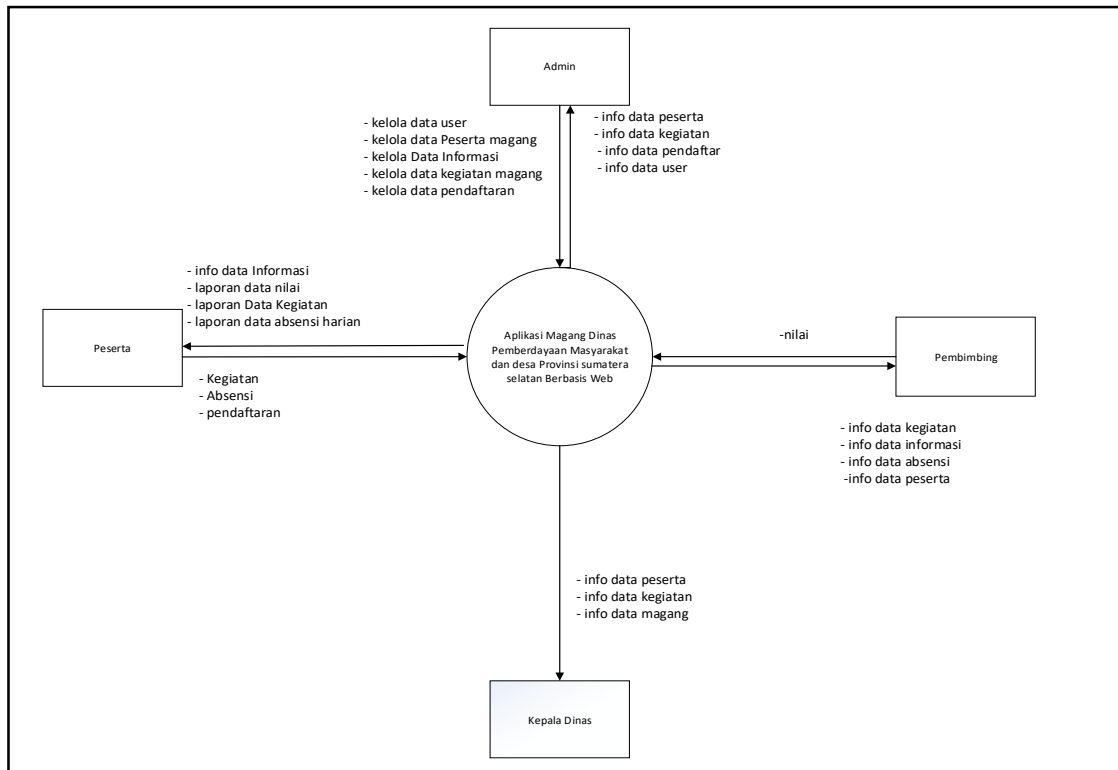 Admin
- kelola data user
- kelola data Peserta magang
- kelola Data Informasi
- kelola data kegiatan magang
- kelola data pendaftaran
- info data peserta
- info data kegiatan
- info data pendaftar
- info data user
- info data Informasi
- laporan data nilai
- laporan Data Kegiatan
- laporan data absensi harian
Peserta
- Kegiatan
- Absensi
- pendaftaran
Aplikasi Magang Dinas
Pemberdayaan Masyarakat
dan desa Provinsi sumatera
selatan Berbasis Web
-nilai
Pembimbing
- info data kegiatan
- info data informasi
- info data absensi
-info data peserta
- info data peserta
- info data kegiatan
- info data magang
Kepala Dinas